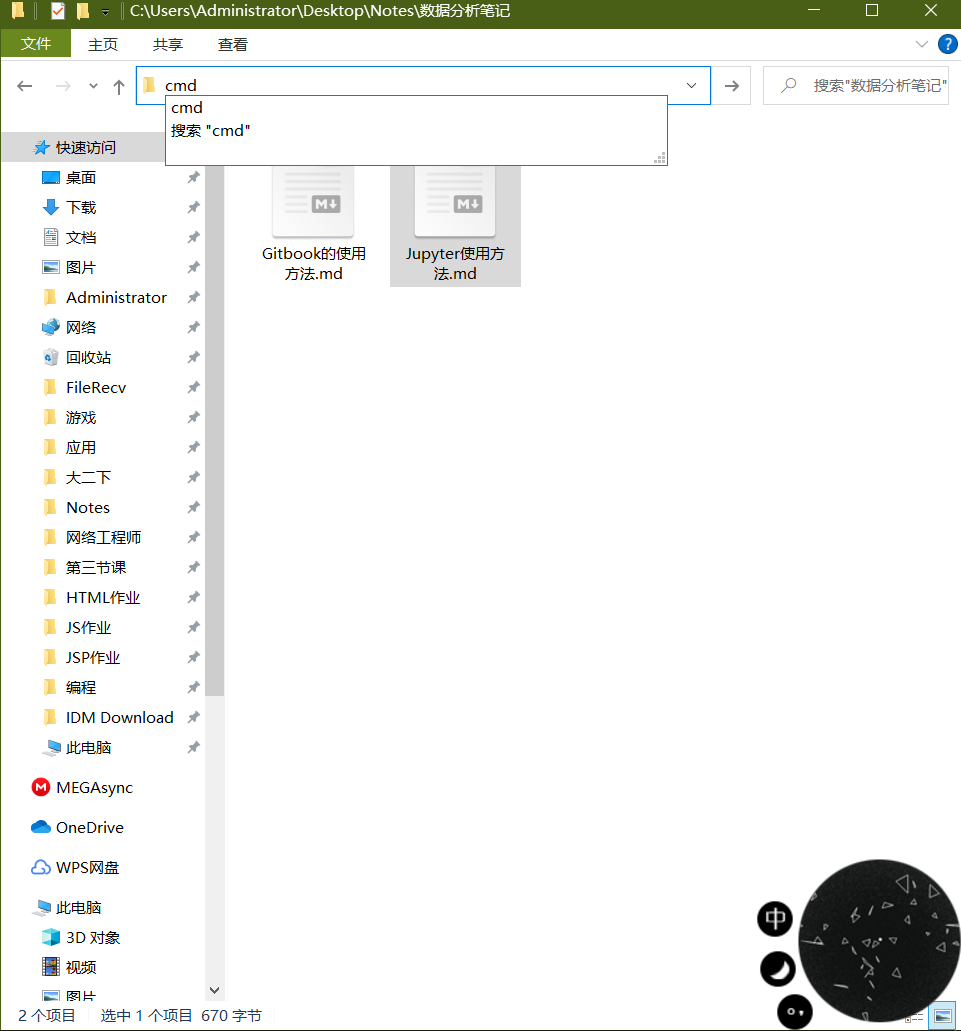 C:\Users\Administrator\Desktop\Notes\数据分析笔记
文件 主页 共享 查看
cmd
搜索"数据分析笔记"
cmd
搜索 "cmd"
快速访问
桌面
下载
文档
图片
Administrator
网络
回收站
FileRecv
游戏
应用
大二下
Notes
网络工程师
第三节课
HTML作业
JS作业
JSP作业
编程
IDM Download
此电脑
MEGAsync
OneDrive
WPS网盘
此电脑
3D 对象
视频
图片
M
Gitbook的使用
方法.md
M
Jupyter使用方
法.md
中
2 个项目 选中 1 个项目 670 字节